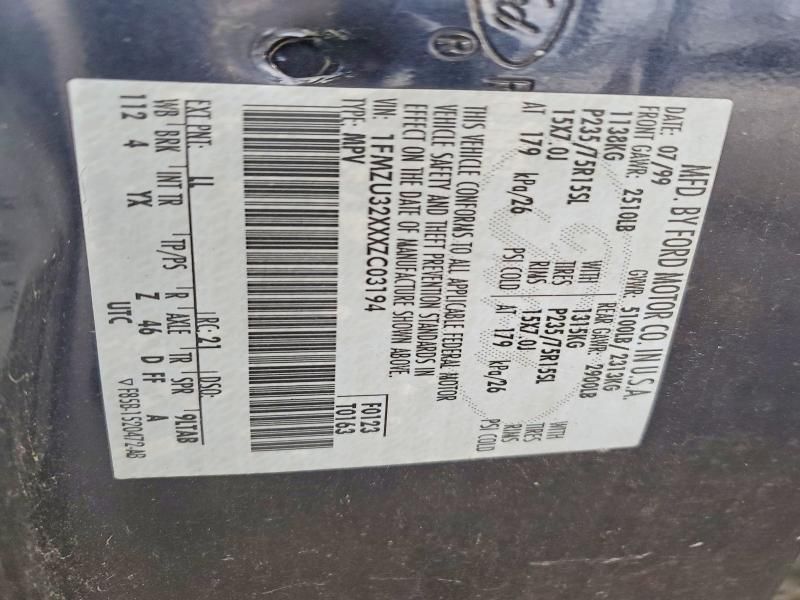 Ford ®
MFD. BY FORD MOTOR CO. IN U.S.A.
DATE: 07/99 GVWR: 5100LB/2313KG
FRONT GAWR: 2510LB REAR GAWR: 2900LB
1138KG WITH 1315KG WITH
P235/75R15SL TIRES P235/75R15SL TIRES
15X7.0J RIMS 15X7.0J RIMS
AT 179 kPa/26 PSI COLD AT 179 kPa/26 PSI COLD
THIS VEHICLE CONFORMS TO ALL APPLICABLE FEDERAL MOTOR
VEHICLE SAFETY AND THEFT PREVENTION STANDARDS IN
EFFECT ON THE DATE OF MANUFACTURE SHOWN ABOVE.
VIN: 1FMZU32XXXZC03194 F0123
TYPE: MPV T0163
EXT PNT: LL RC: 21 DSO:
WB BRK INT TR TP/PS R AXLE TR SPR 9LTAB
112 4 YX Z 46 D FF A
UTC ▽F85B-1520472-AB